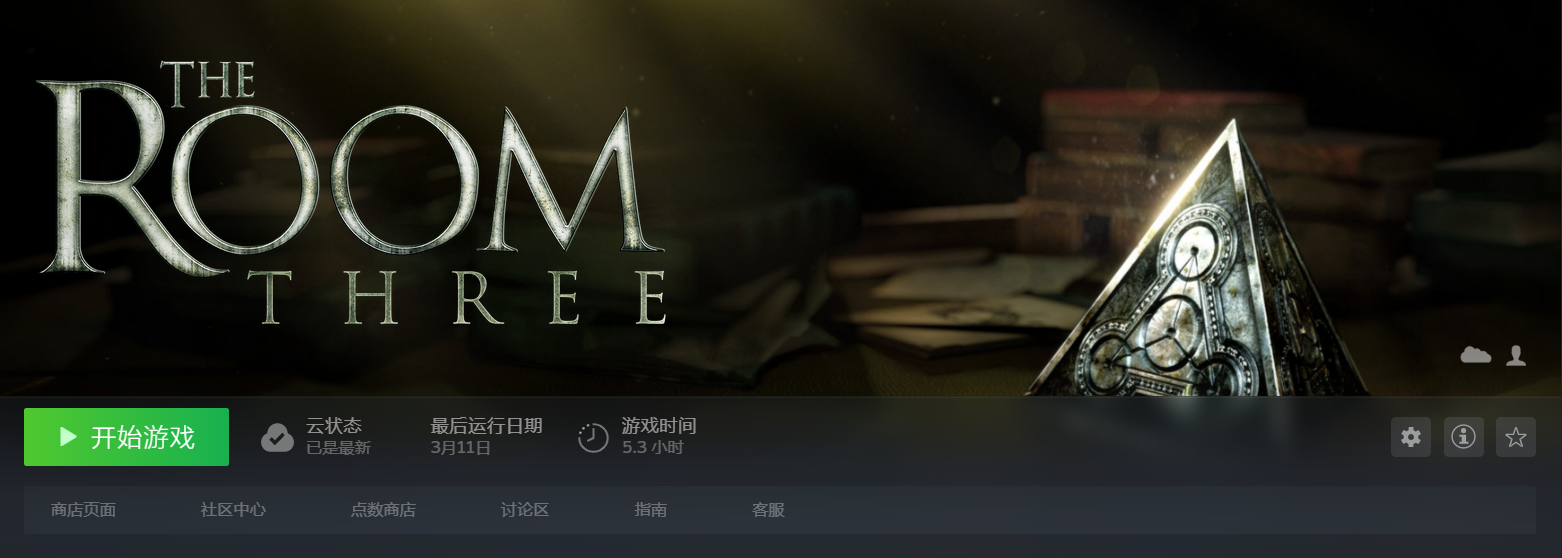 THE
ROOM
THREE
开始游戏
云状态
已是最新
最后运行日期
3月11日
游戏时间
5.3 小时
商店页面 社区中心 点数商店 讨论区 指南 客服